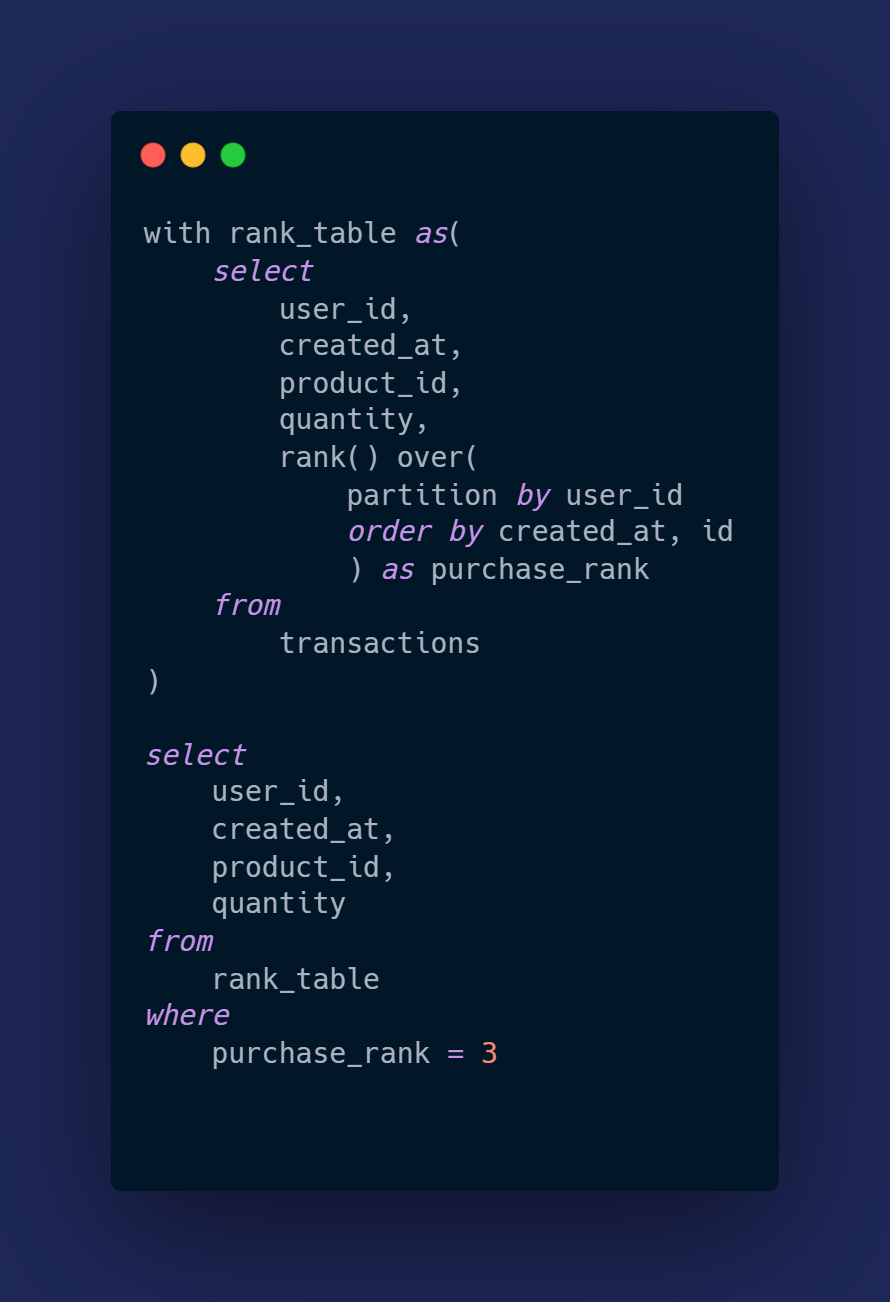 with rank_table as(
    select
        user_id,
        created_at,
        product_id,
        quantity,
        rank() over(
            partition by user_id
            order by created_at, id
            ) as purchase_rank
    from
        transactions
)

select
    user_id,
    created_at,
    product_id,
    quantity
from
    rank_table
where
    purchase_rank = 3